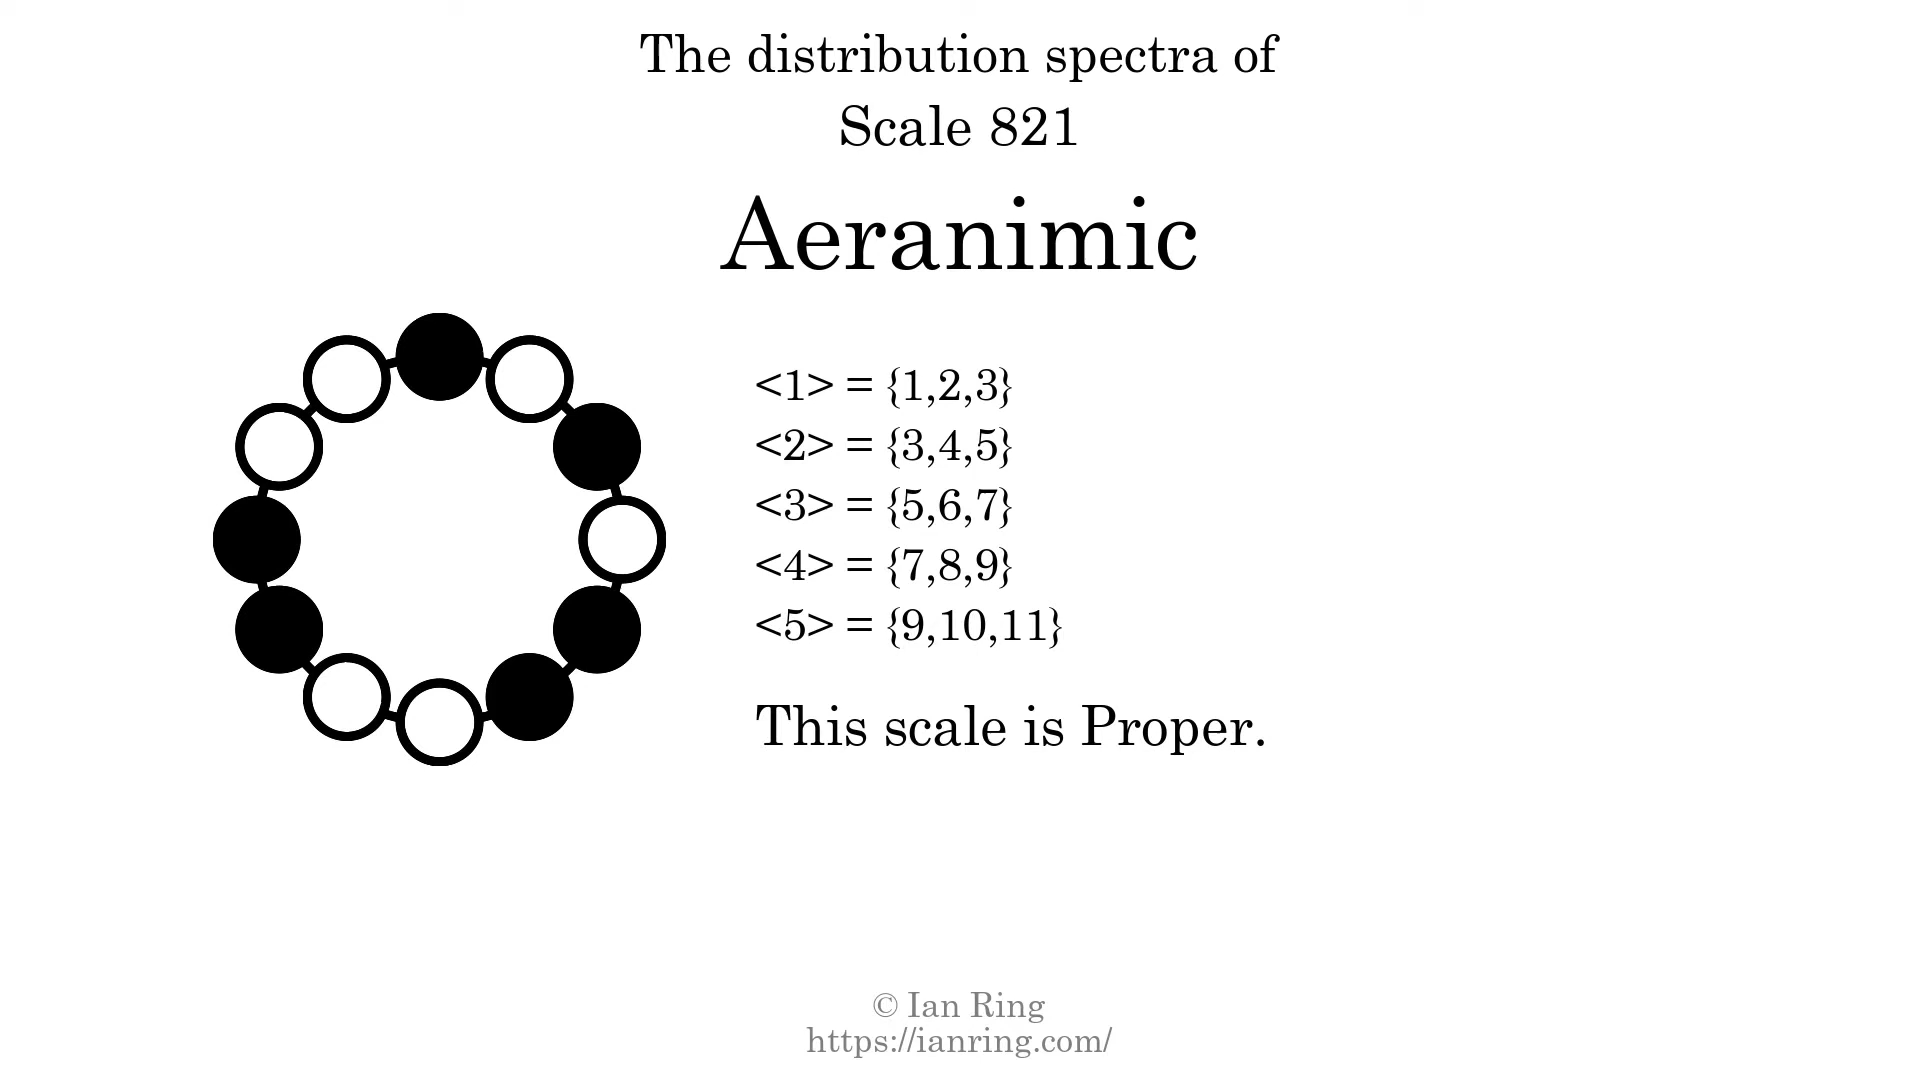 The distribution spectra of
Scale 821
Aeranimic
<1> = {1,2,3}
<2> = {3,4,5}
<3> = {5,6,7}
<4> = {7,8,9}
<5> = {9,10,11}
This scale is Proper.
© Ian Ring
https://ianring.com/